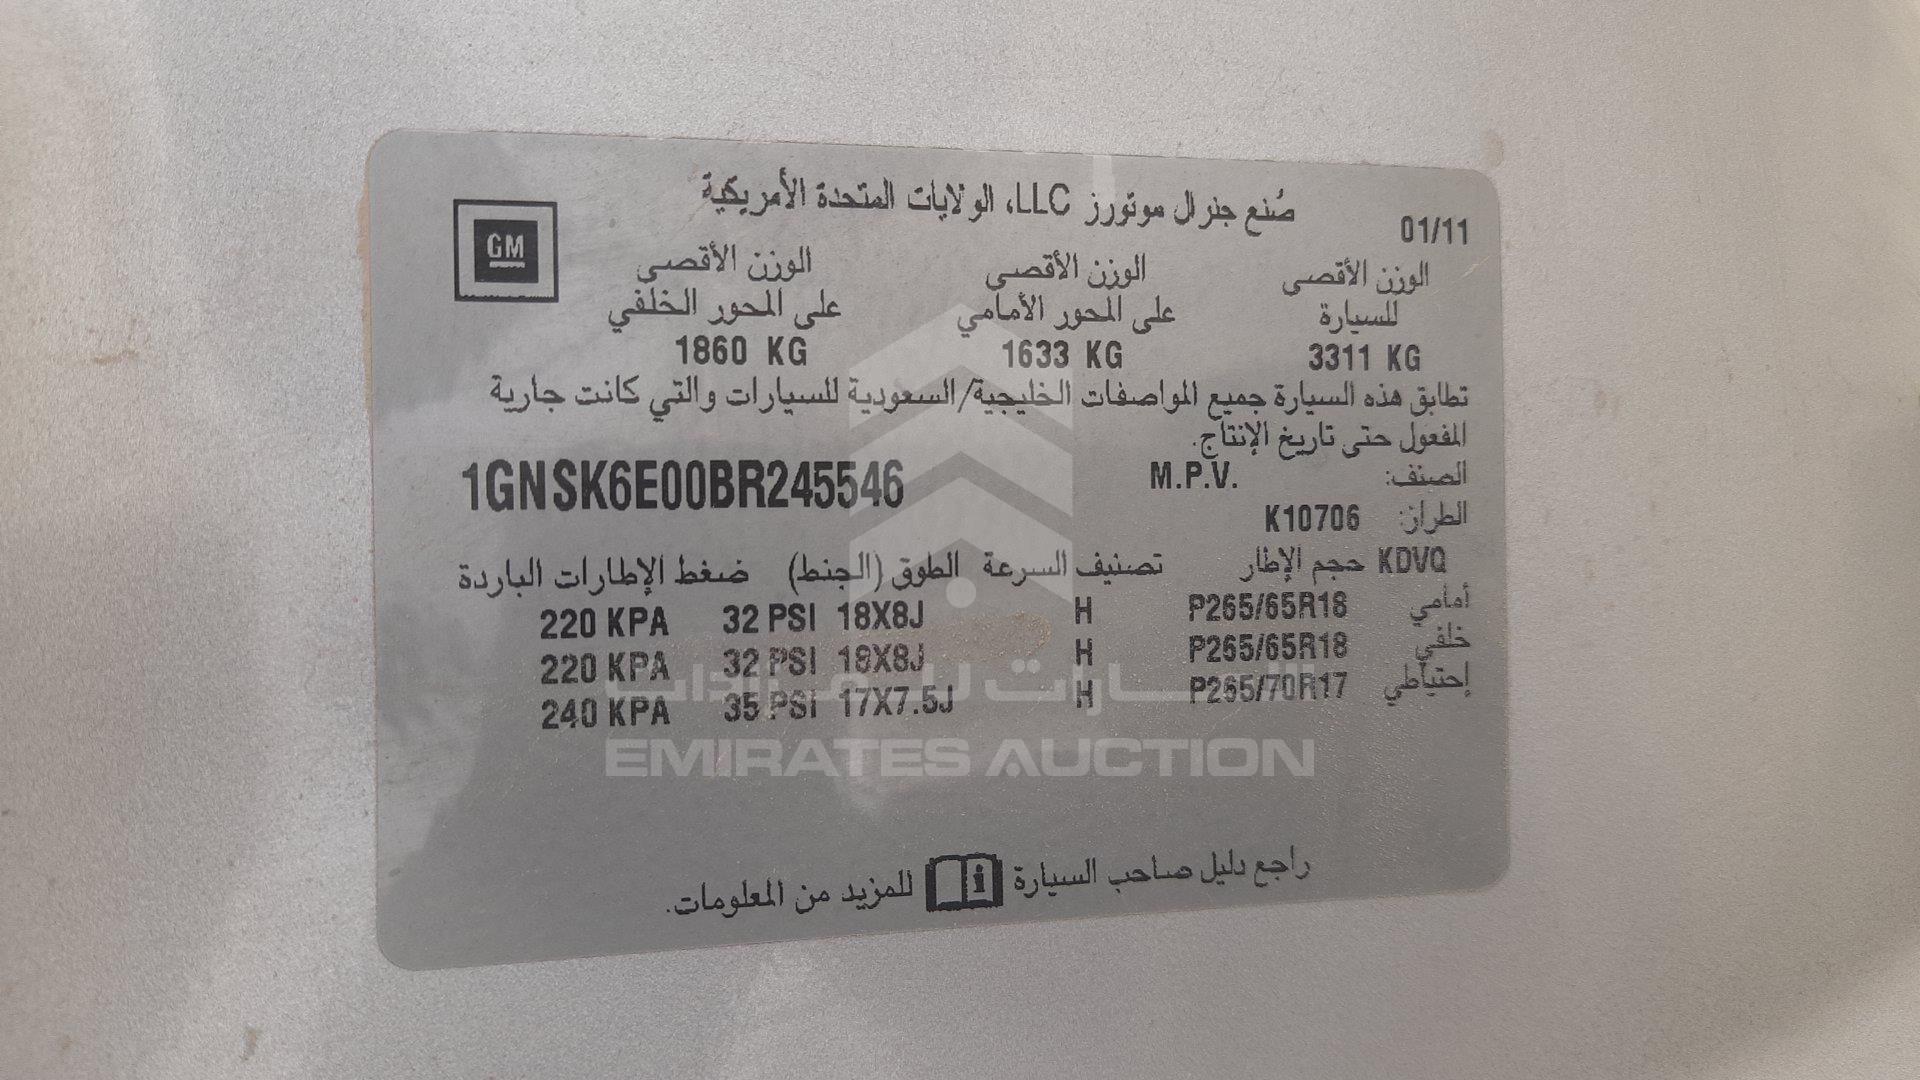 صُنع جنرال موتورز LLC، الولايات المتحدة الأمريكية
01/11
GM
الوزن الأقصى الوزن الأقصى الوزن الأقصى
للسيارة على المحور الأمامي على المحور الخلفي
3311 KG 1633 KG 1860 KG
تطابق هذه السيارة جميع المواصفات الخليجية/السعودية للسيارات والتي كانت جارية
المفعول حتى تاريخ الإنتاج.
الصنف: M.P.V.
1GNSK6E00BR245546
الطراز: K10706
KDVQ حجم الإطار تصنيف السرعة الطوق (الجنط) ضغط الإطارات الباردة
أمامي P265/65R18 H 18X8J 32 PSI 220 KPA
خلفي P265/65R18 H 18X8J 32 PSI 220 KPA
إحتياطي P265/70R17 H 17X7.5J 35 PSI 240 KPA
EMIRATES AUCTION
راجع دليل صاحب السيارة للمزيد من المعلومات.